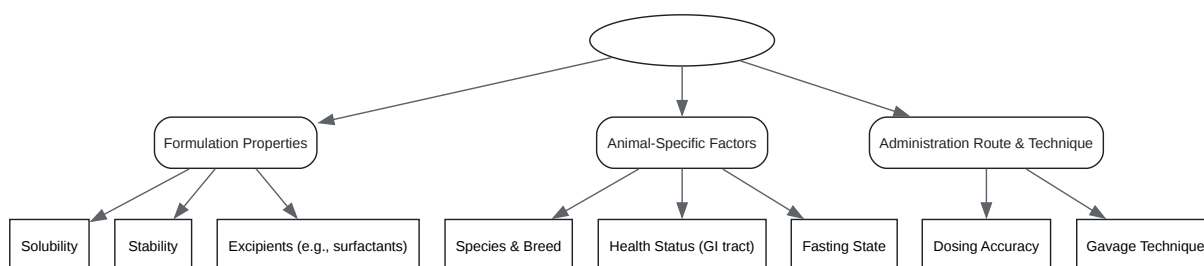 Formulation Properties
Animal-Specific Factors
Administration Route & Technique
Solubility
Stability
Excipients (e.g., surfactants)
Species & Breed
Health Status (GI tract)
Fasting State
Dosing Accuracy
Gavage Technique